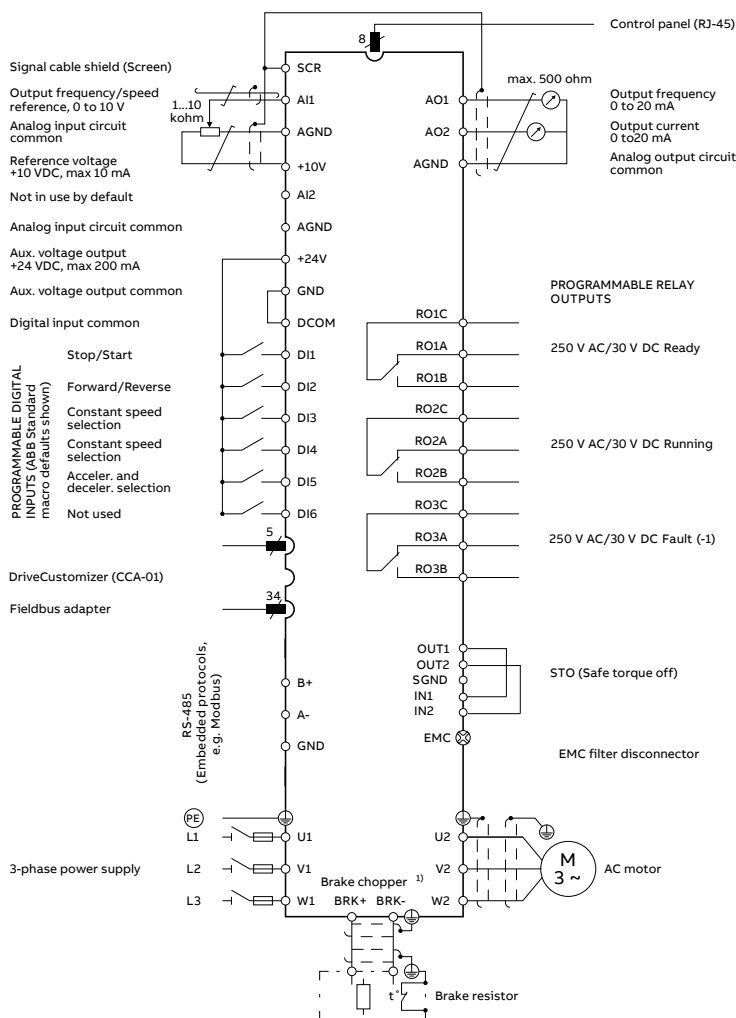 Control panel (RJ-45)
8
Signal cable shield (Screen)
SCR
Output frequency/speed
reference, 0 to 10 V
1...10
kohm
AI1
Analog input circuit
common
AGND
Reference voltage
+10 VDC, max 10 mA
+10V
Not in use by default
AI2
Analog input circuit common
AGND
Aux. voltage output
+24 VDC, max 200 mA
+24V
Aux. voltage output common
GND
Digital input common
DCOM
PROGRAMMABLE DIGITAL
INPUTS (ABB Standard
macro defaults shown)
Stop/Start
DI1
Forward/Reverse
DI2
Constant speed
selection
DI3
Constant speed
selection
DI4
Acceler. and
deceler. selection
DI5
Not used
DI6
5
DriveCustomizer (CCA-01)
34
Fieldbus adapter
RS-485
(Embedded protocols,
e.g. Modbus)
B+
A-
GND
PE
L1
U1
3-phase power supply
L2
V1
L3
W1
max. 500 ohm
AO1
Output frequency
0 to 20 mA
AO2
Output current
0 to20 mA
AGND
Analog output circuit
common
PROGRAMMABLE RELAY
OUTPUTS
RO1C
RO1A
250 V AC/30 V DC Ready
RO1B
RO2C
RO2A
250 V AC/30 V DC Running
RO2B
RO3C
RO3A
250 V AC/30 V DC Fault (-1)
RO3B
OUT1
OUT2
SGND
IN1
IN2
STO (Safe torque off)
EMC
EMC filter disconnector
U2
V2
W2
M
3 ~
AC motor
Brake chopper 1)
BRK+ BRK-
t°
Brake resistor